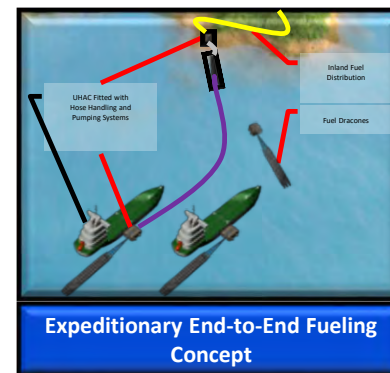 Inland Fuel
Distribution
UHAC Fitted with
Hose Handling and
Pumping Systems
Fuel Dracones
Expeditionary End-to-End Fueling
Concept